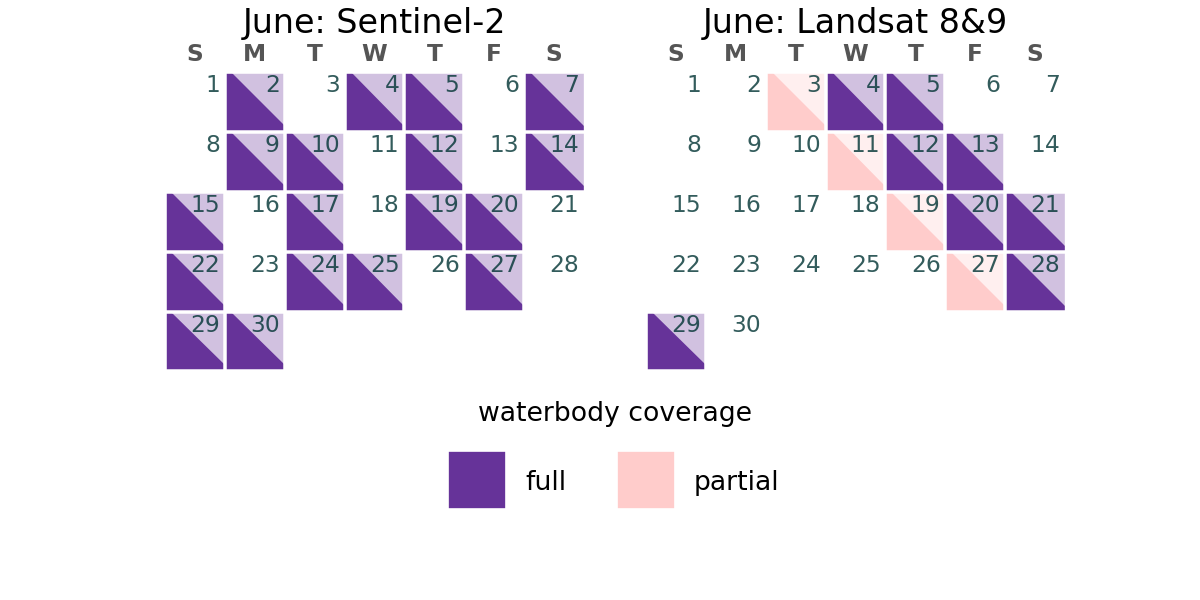 June: Sentinel-2
S M T W T F S
1 2 3 4 5 6 7
8 9 10 11 12 13 14
15 16 17 18 19 20 21
22 23 24 25 26 27 28
29 30
June: Landsat 8&9
S M T W T F S
1 2 3 4 5 6 7
8 9 10 11 12 13 14
15 16 17 18 19 20 21
22 23 24 25 26 27 28
29 30
waterbody coverage
full partial